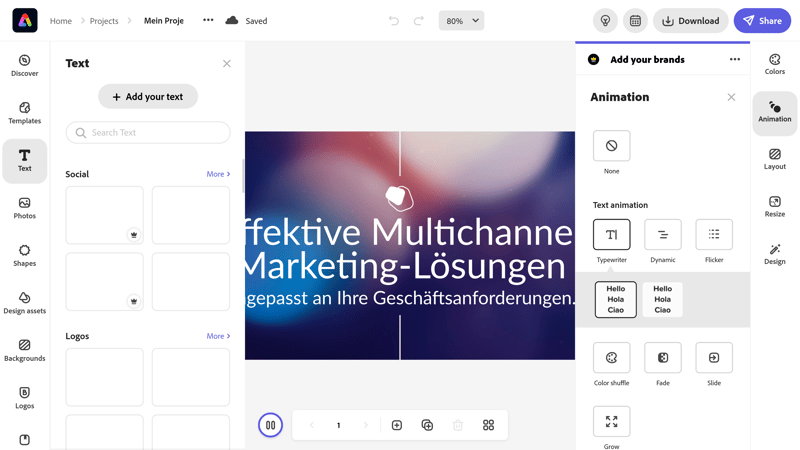 Home
Projects
Mein Proje
Saved
80%
Download
Share
Discover
Templates
Text
Photos
Shapes
Design assets
Backgrounds
Logos
Text
Add your text
Search Text
Social
More
Logos
More
ffektive Multichanne
Marketing-Lösungen
gepasst an Ihre Geschäftsanforderungen.
1
Add your brands
Animation
None
Text animation
Typewriter
Dynamic
Flicker
Hello
Hola
Ciao
Hello
Hola
Ciao
Color shuffle
Fade
Slide
Grow
Colors
Animation
Layout
Resize
Design